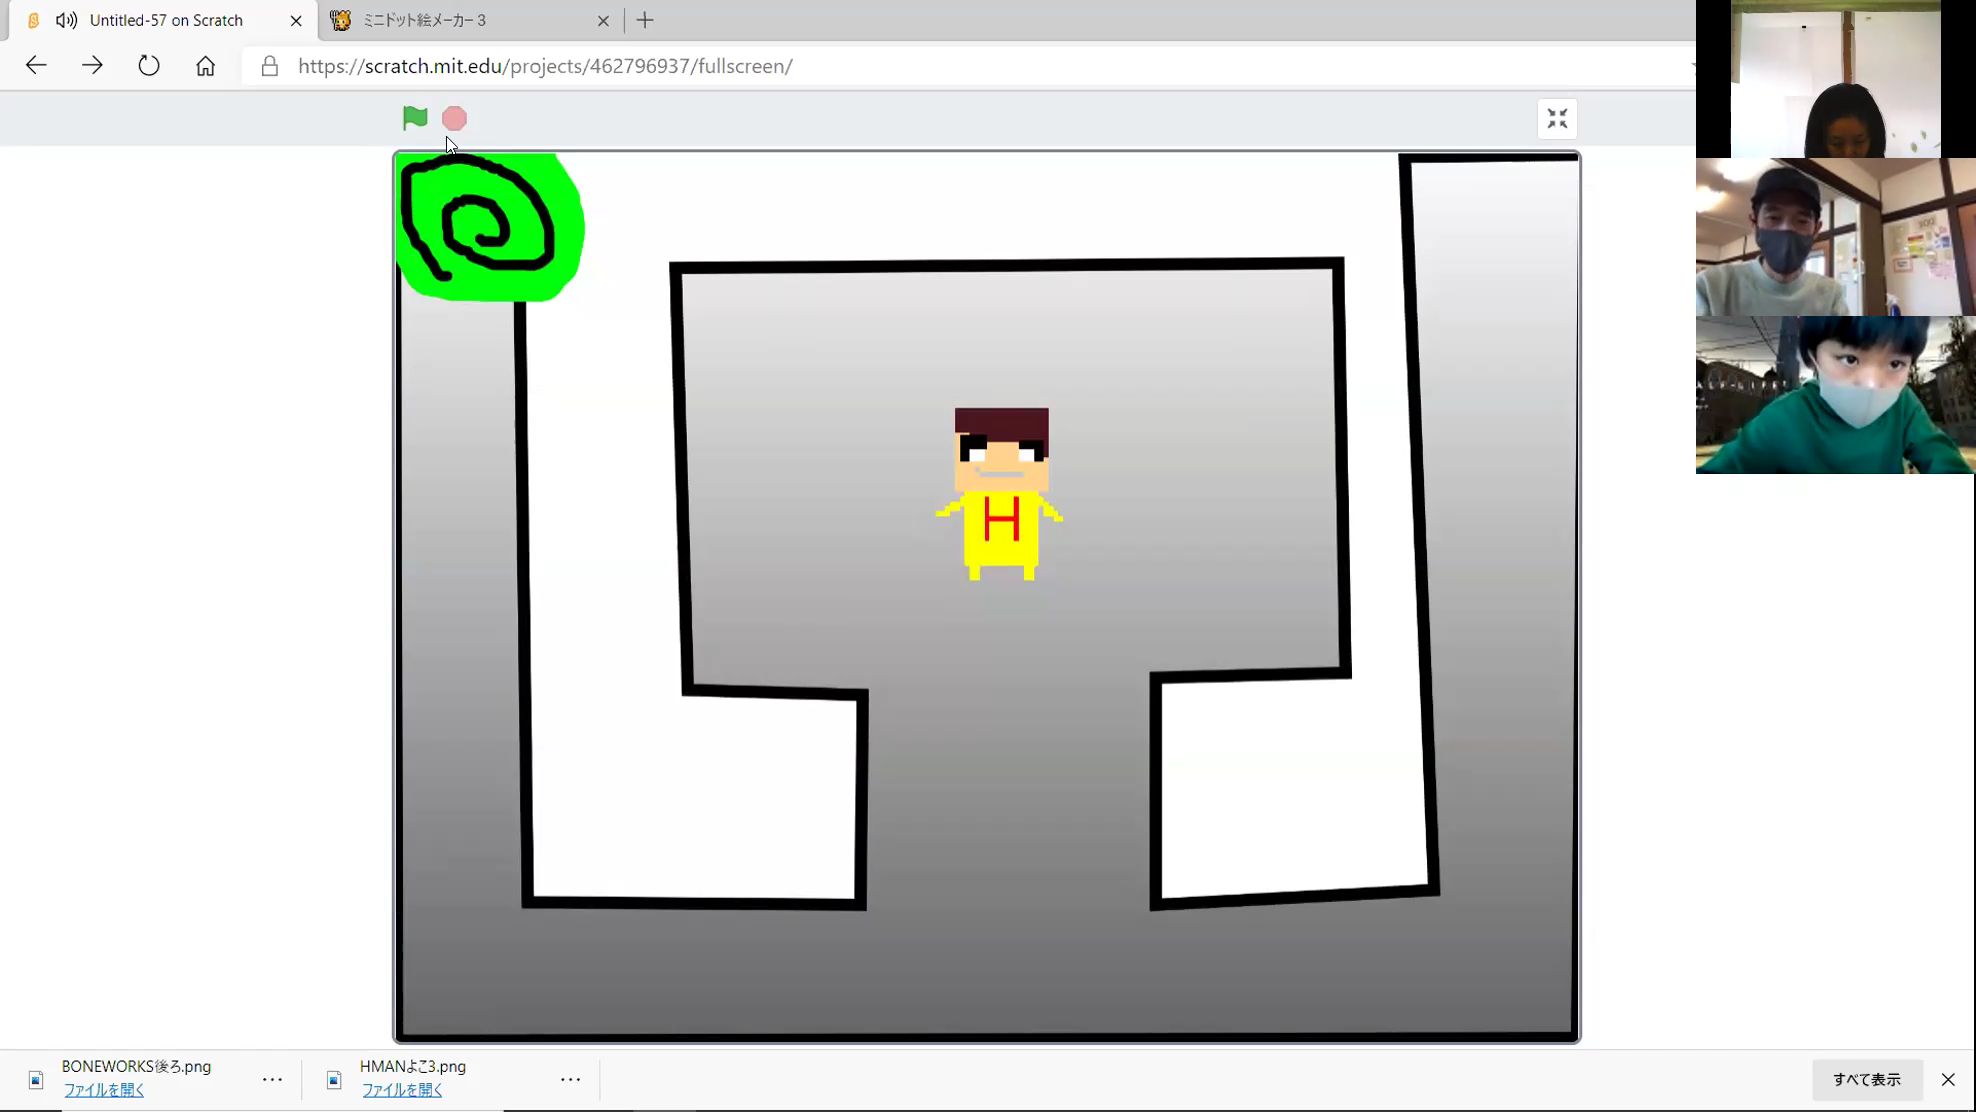 Untitled-57 on Scratch
ミニドット絵メーカー 3
https://scratch.mit.edu/projects/462796937/fullscreen/
H
BONEWORKS後ろ.png
ファイルを開く
HMANよこ3.png
ファイルを開く
すべて表示